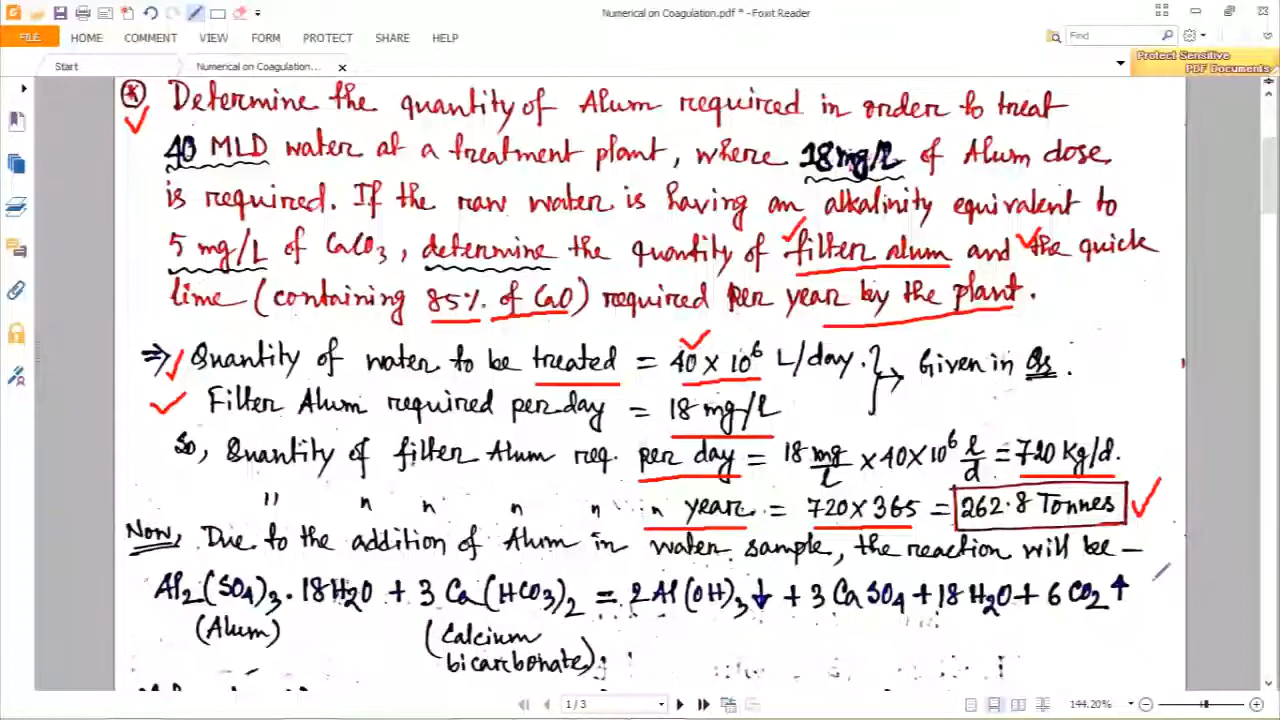 Numerical on Coagulation.pdf * - Foxit Reader
FILE HOME COMMENT VIEW FORM PROTECT SHARE HELP
Find
Start Numerical on Coagulation....
Protect Sensitive
PDF Documents
Determine the quantity of Alum required in order to treat
40 MLD water at a treatment plant, where 18 mg/L of Alum dose
is required. If the raw water is having an alkalinity equivalent to
5 mg/L of CaCO3, determine the quantity of filter alum and the quick
lime (containing 85% of CaO) required per year by the plant.
⇒ Quantity of water to be treated = 40 × 10⁶ L/day. } → Given in Qs.
Filter Alum required per day = 18 mg/L
So, Quantity of filter Alum req. per day = 18 mg/L × 40 × 10⁶ l/d = 720 Kg/d.
" " " " " " year = 720 × 365 = 262.8 Tonnes
Now, Due to the addition of Alum in water sample, the reaction will be —
Al₂(SO₄)₃.18H₂O + 3 Ca(HCO₃)₂ = 2Al(OH)₃↓ + 3 CaSO₄ + 18 H₂O + 6 CO₂↑
(Alum) (Calcium
bicarbonate)
1 / 3 144.20%